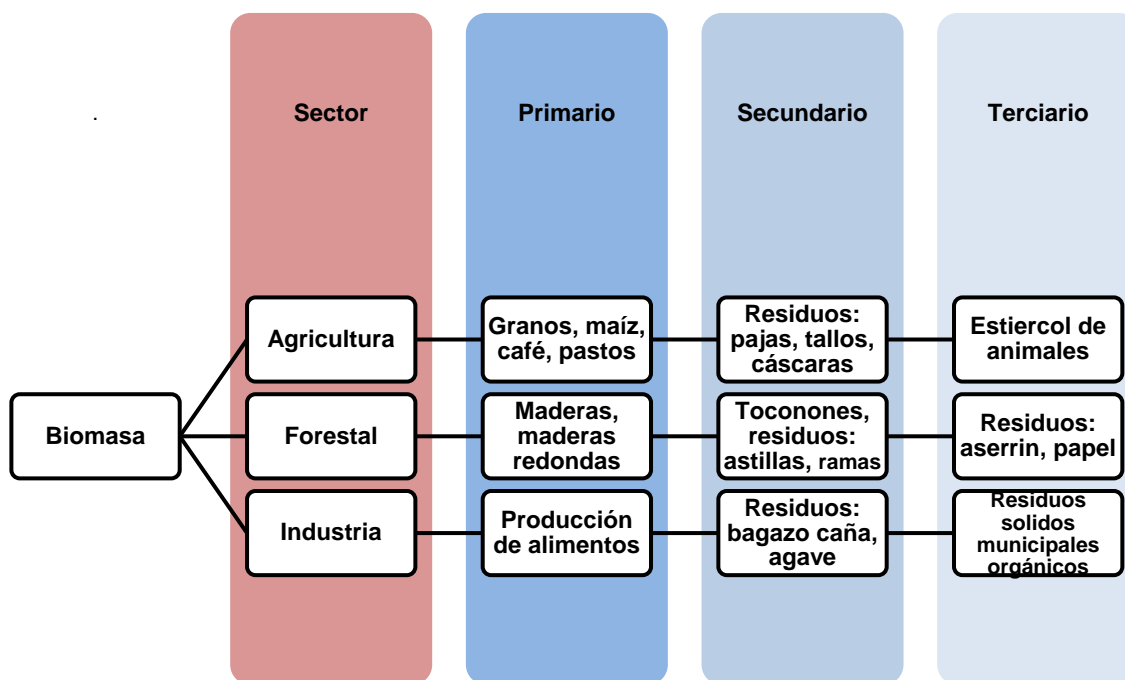 .
Sector
Primario
Secundario
Terciario
Biomasa
Agricultura
Granos, maíz,
café, pastos
Residuos:
pajas, tallos,
cáscaras
Estiercol de
animales
Forestal
Maderas,
maderas
redondas
Toconones,
residuos:
astillas, ramas
Residuos:
aserrin, papel
Industria
Producción
de alimentos
Residuos:
bagazo caña,
agave
Residuos
solidos
municipales
orgánicos